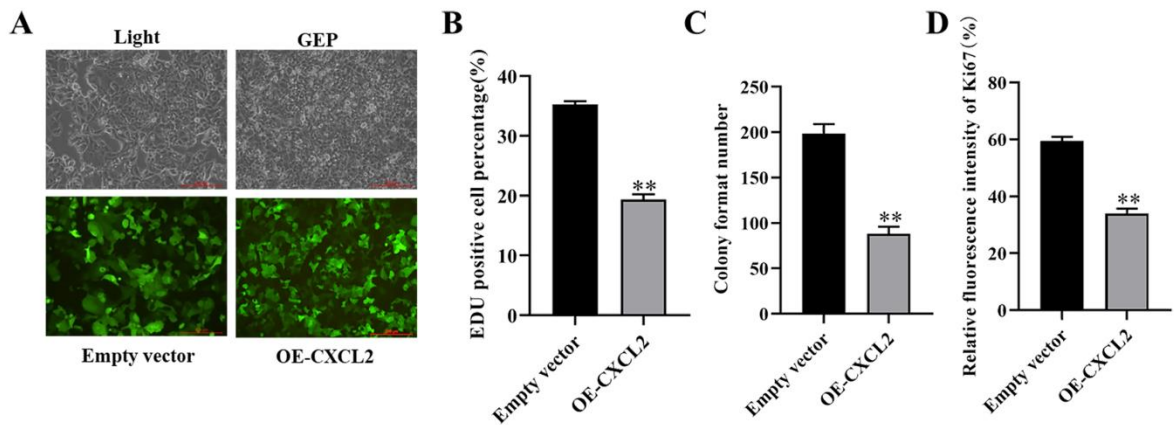 A
Light
GEP
Empty vector
OE-CXCL2
B
EDU positive cell percentage(%)
40
30
20
10
0
**
Empty vector
OE-CXCL2
C
Colony format number
250
200
150
100
50
0
**
Empty vector
OE-CXCL2
D
Relative fluorescence intensity of Ki67(%)
80
60
40
20
0
**
Empty vector
OE-CXCL2